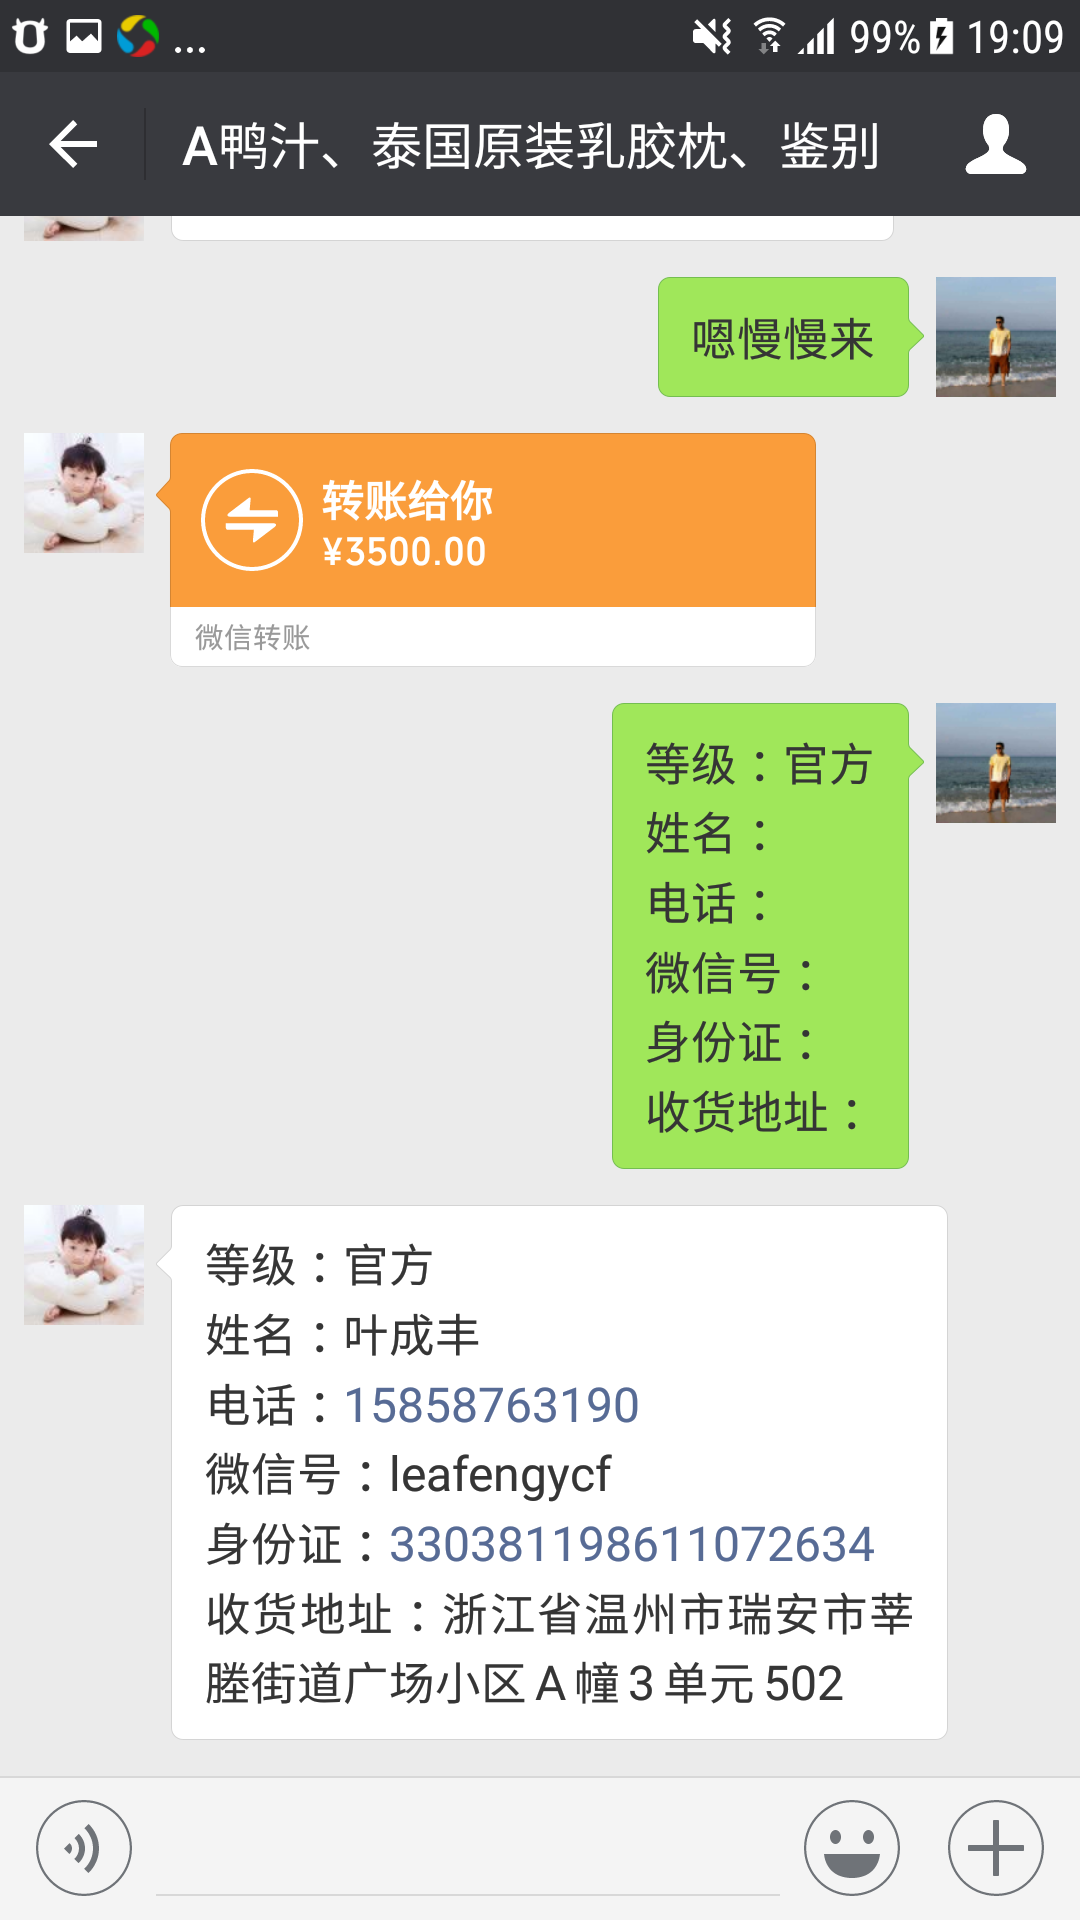 ... 99% 19:09
A鸭汁、泰国原装乳胶枕、鉴别
嗯慢慢来
转账给你
¥3500.00
微信转账
等级：官方
姓名：
电话：
微信号：
身份证：
收货地址：
等级：官方
姓名：叶成丰
电话：15858763190
微信号：leafengycf
身份证：330381198611072634
收货地址：浙江省温州市瑞安市莘
塍街道广场小区A幢3单元502